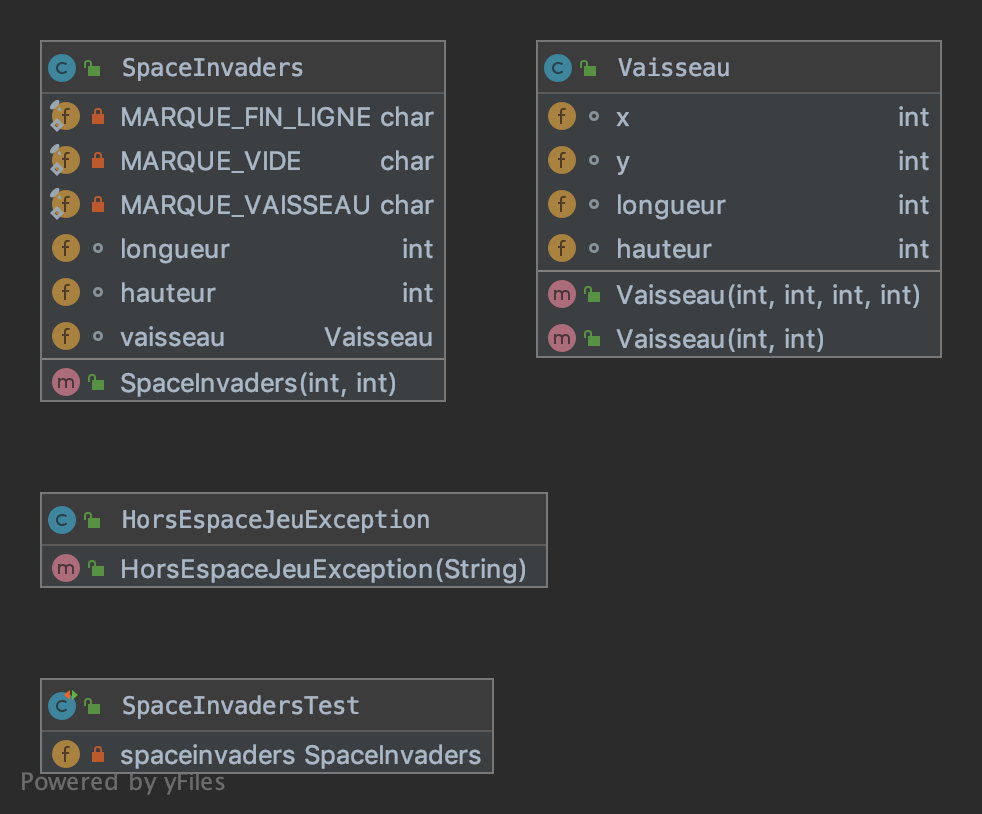 SpaceInvaders
MARQUE_FIN_LIGNE char
MARQUE_VIDE char
MARQUE_VAISSEAU char
longueur int
hauteur int
vaisseau Vaisseau
SpaceInvaders(int, int)
Vaisseau
x int
y int
longueur int
hauteur int
Vaisseau(int, int, int, int)
Vaisseau(int, int)
HorsEspaceJeuException
HorsEspaceJeuException(String)
SpaceInvadersTest
spaceinvaders SpaceInvaders
Powered by yFiles